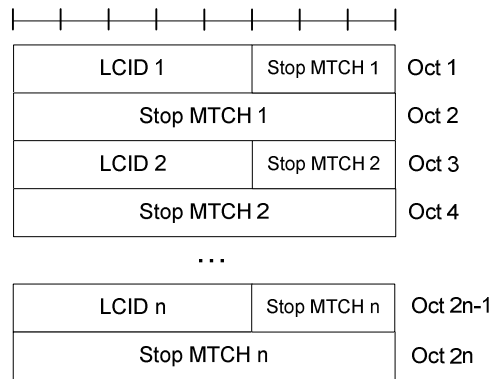 LCID 1 Stop MTCH 1 Oct 1
Stop MTCH 1 Oct 2
LCID 2 Stop MTCH 2 Oct 3
Stop MTCH 2 Oct 4
...
LCID n Stop MTCH n Oct 2n-1
Stop MTCH n Oct 2n